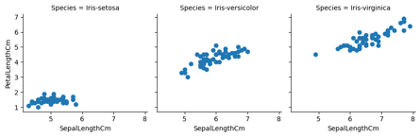 Species = Iris-setosa
Species = Iris-versicolor
Species = Iris-virginica
PetalLengthCm
7
6
5
4
3
2
1
5
6
7
8
SepalLengthCm
5
6
7
8
SepalLengthCm
5
6
7
8
SepalLengthCm